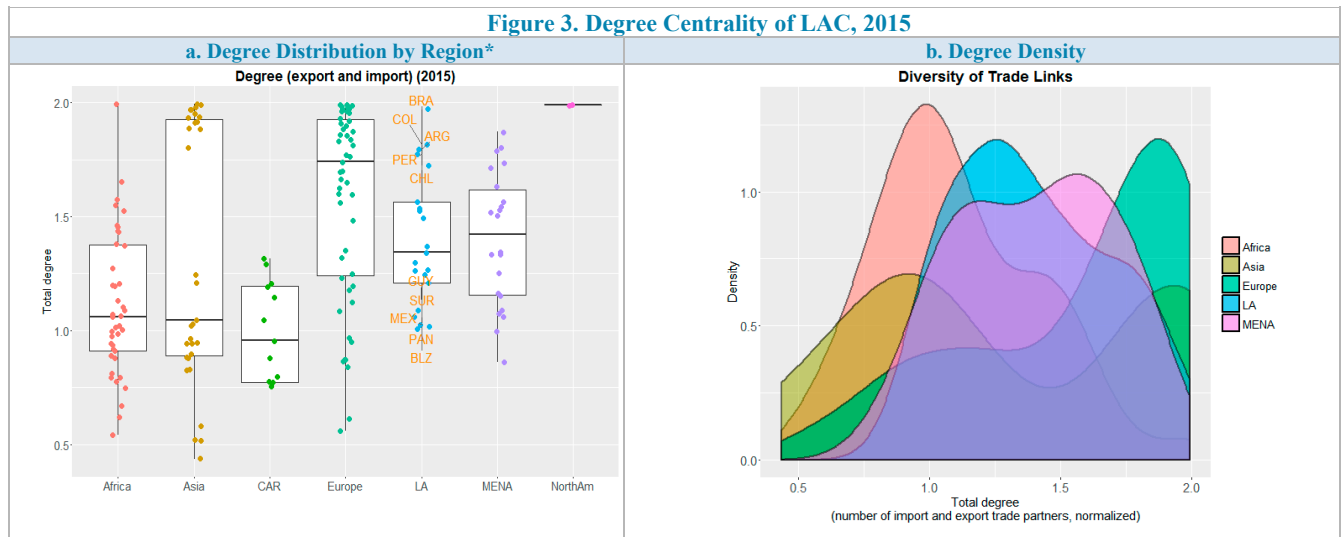 Figure 3. Degree Centrality of LAC, 2015
a. Degree Distribution by Region*
Degree (export and import) (2015)
Total degree
2.0
1.5
1.0
0.5
BRA
COL
ARG
PER
CHL
GUY
SUR
MEX
PAN
BLZ
Africa
Asia
CAR
Europe
LA
MENA
NorthAm
b. Degree Density
Diversity of Trade Links
Density
1.0
0.5
0.0
0.5
1.0
1.5
2.0
Total degree
(number of import and export trade partners, normalized)
Africa
Asia
Europe
LA
MENA